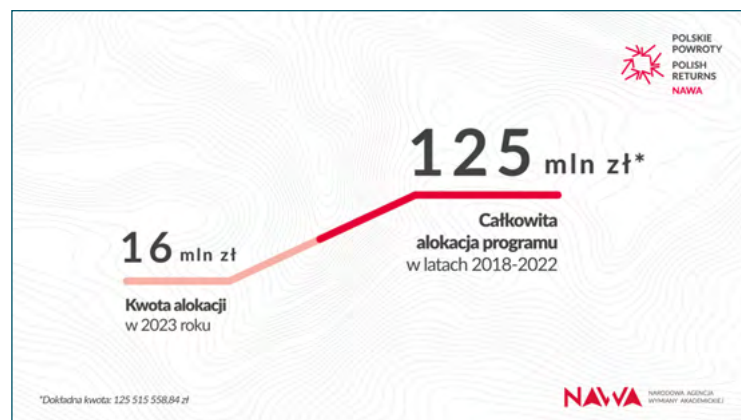 POLSKIE
POWROTY
POLISH
RETURNS
NAWA
125 mln zł*
Całkowita
alokacja programu
w latach 2018-2022
16 mln zł
Kwota alokacji
w 2023 roku
*Dokładna kwota: 125 515 558,84 zł
NAWA
NARODOWA AGENCJA
WYMIANY AKADEMICKIEJ